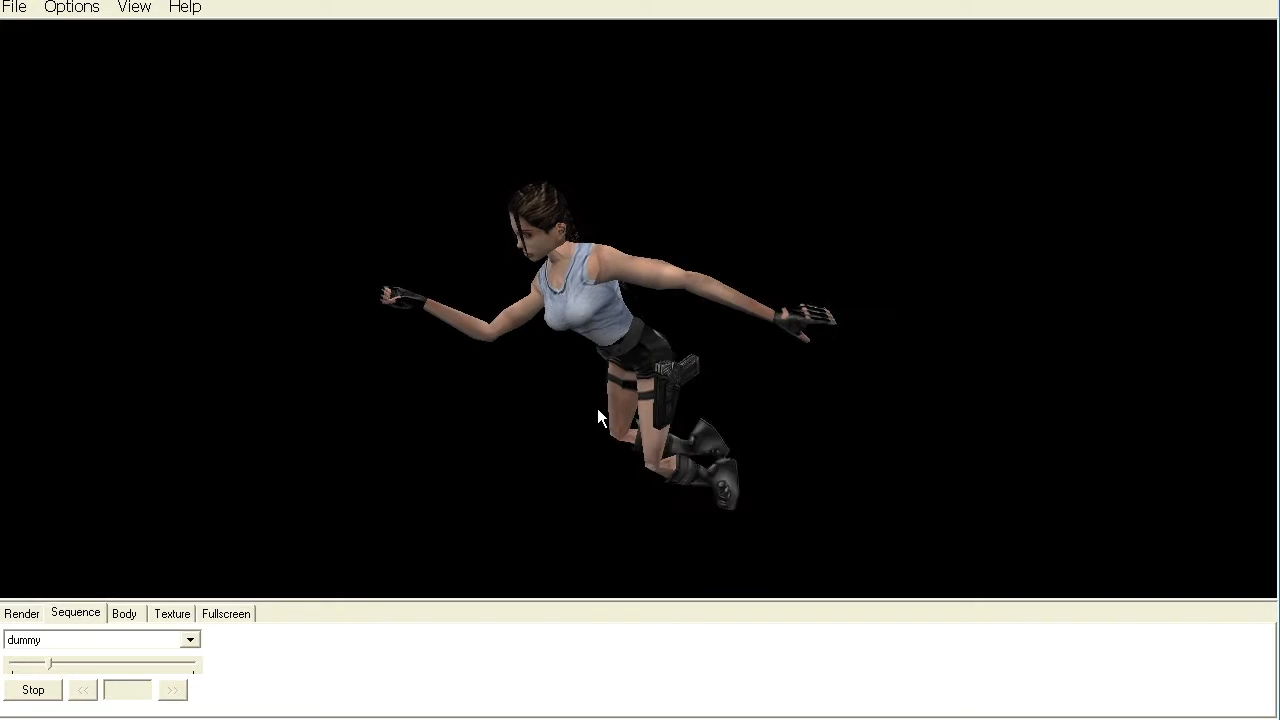 File Options View Help
Render Sequence Body Texture Fullscreen
dummy
Stop << >>